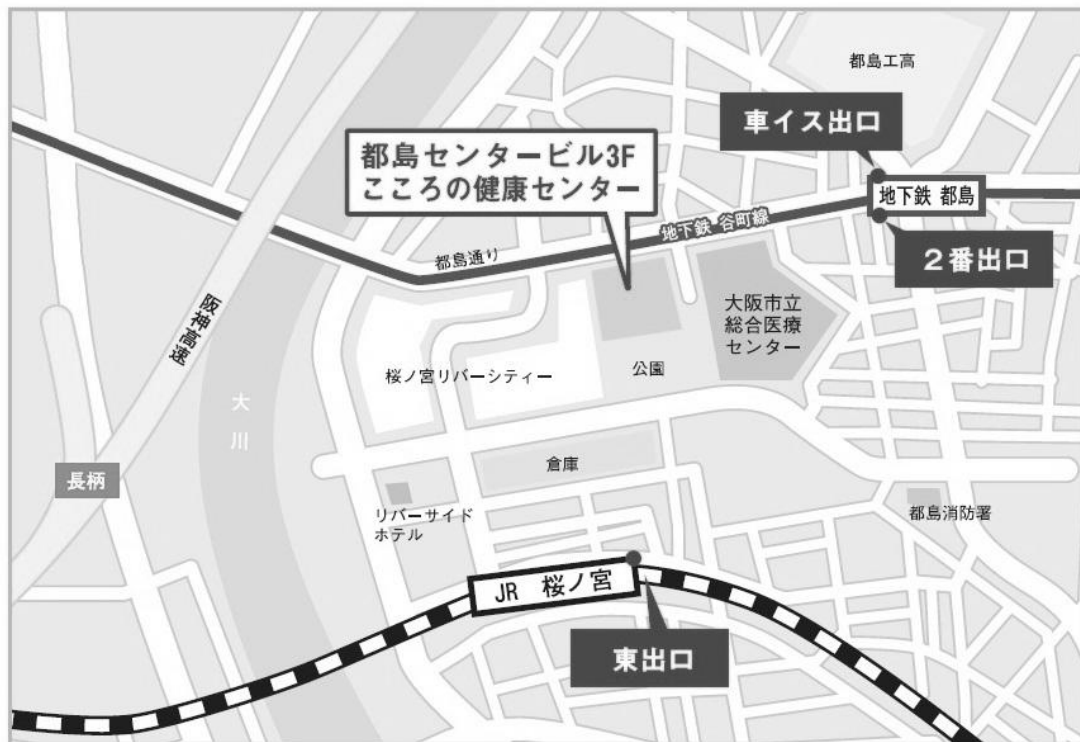 都島工高
車イス出口
都島センタービル3F
こころの健康センター
地下鉄 都島
地下鉄 谷町線
都島通り
２番出口
阪神高速
大阪市立
総合医療
センター
公園
桜ノ宮リバーシティー
大川
倉庫
長柄
リバーサイド
ホテル
都島消防署
JR 桜ノ宮
東出口